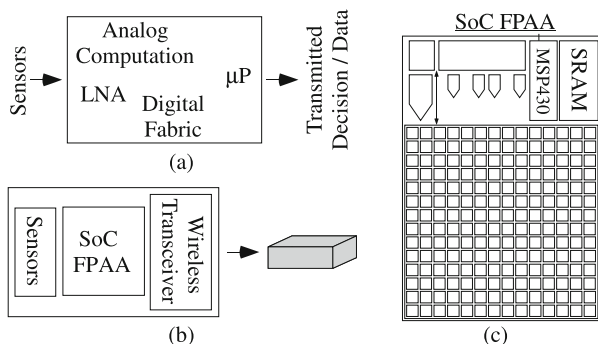 Sensors
Analog
Computation
LNA
μP
Digital
Fabric
Transmitted
Decision / Data
(a)
Sensors
SoC
FPAA
Wireless
Transceiver
(b)
SoC FPAA
MSP430
SRAM
(c)